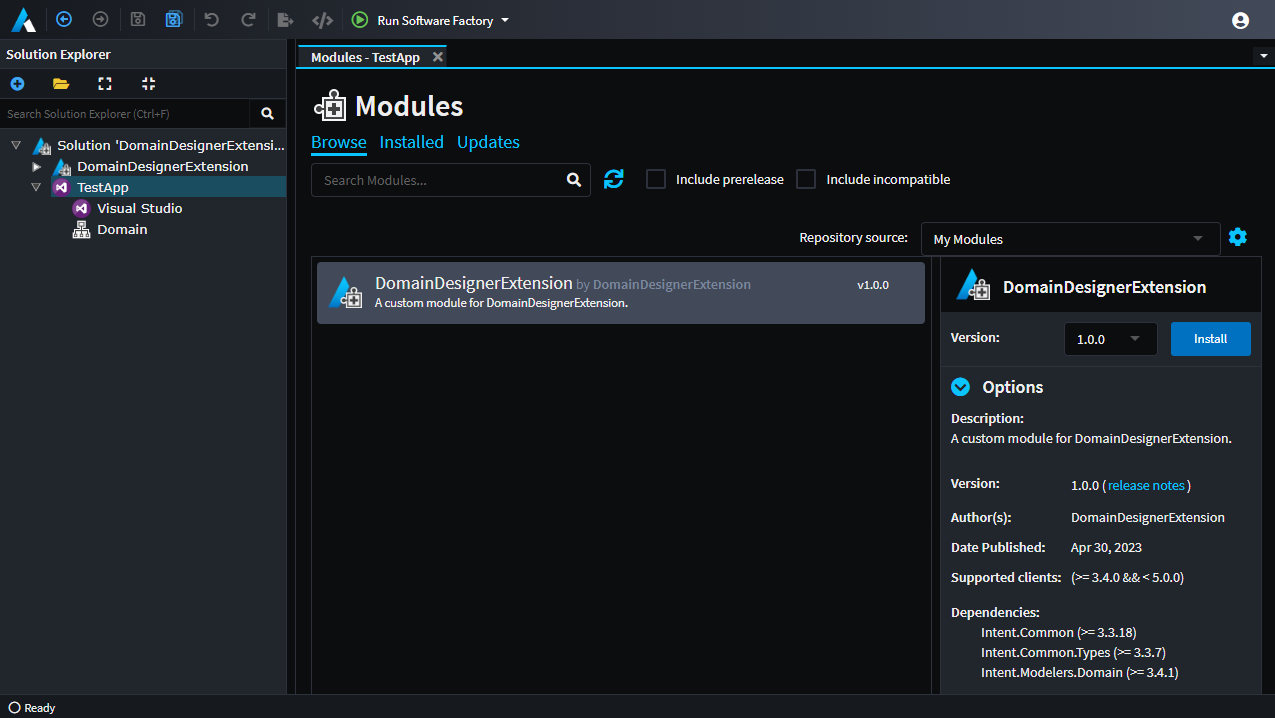 Run Software Factory
Solution Explorer
Modules - TestApp
Search Solution Explorer (Ctrl+F)
Solution 'DomainDesignerExtensi...
DomainDesignerExtension
TestApp
Visual Studio
Domain
Modules
Browse Installed Updates
Search Modules...
Include prerelease
Include incompatible
Repository source: My Modules
DomainDesignerExtension by DomainDesignerExtension v1.0.0
A custom module for DomainDesignerExtension.
DomainDesignerExtension
Version: 1.0.0 Install
Options
Description:
A custom module for DomainDesignerExtension.
Version: 1.0.0 (release notes)
Author(s): DomainDesignerExtension
Date Published: Apr 30, 2023
Supported clients: (>= 3.4.0 && < 5.0.0)
Dependencies:
Intent.Common (>= 3.3.18)
Intent.Common.Types (>= 3.3.7)
Intent.Modelers.Domain (>= 3.4.1)
Ready